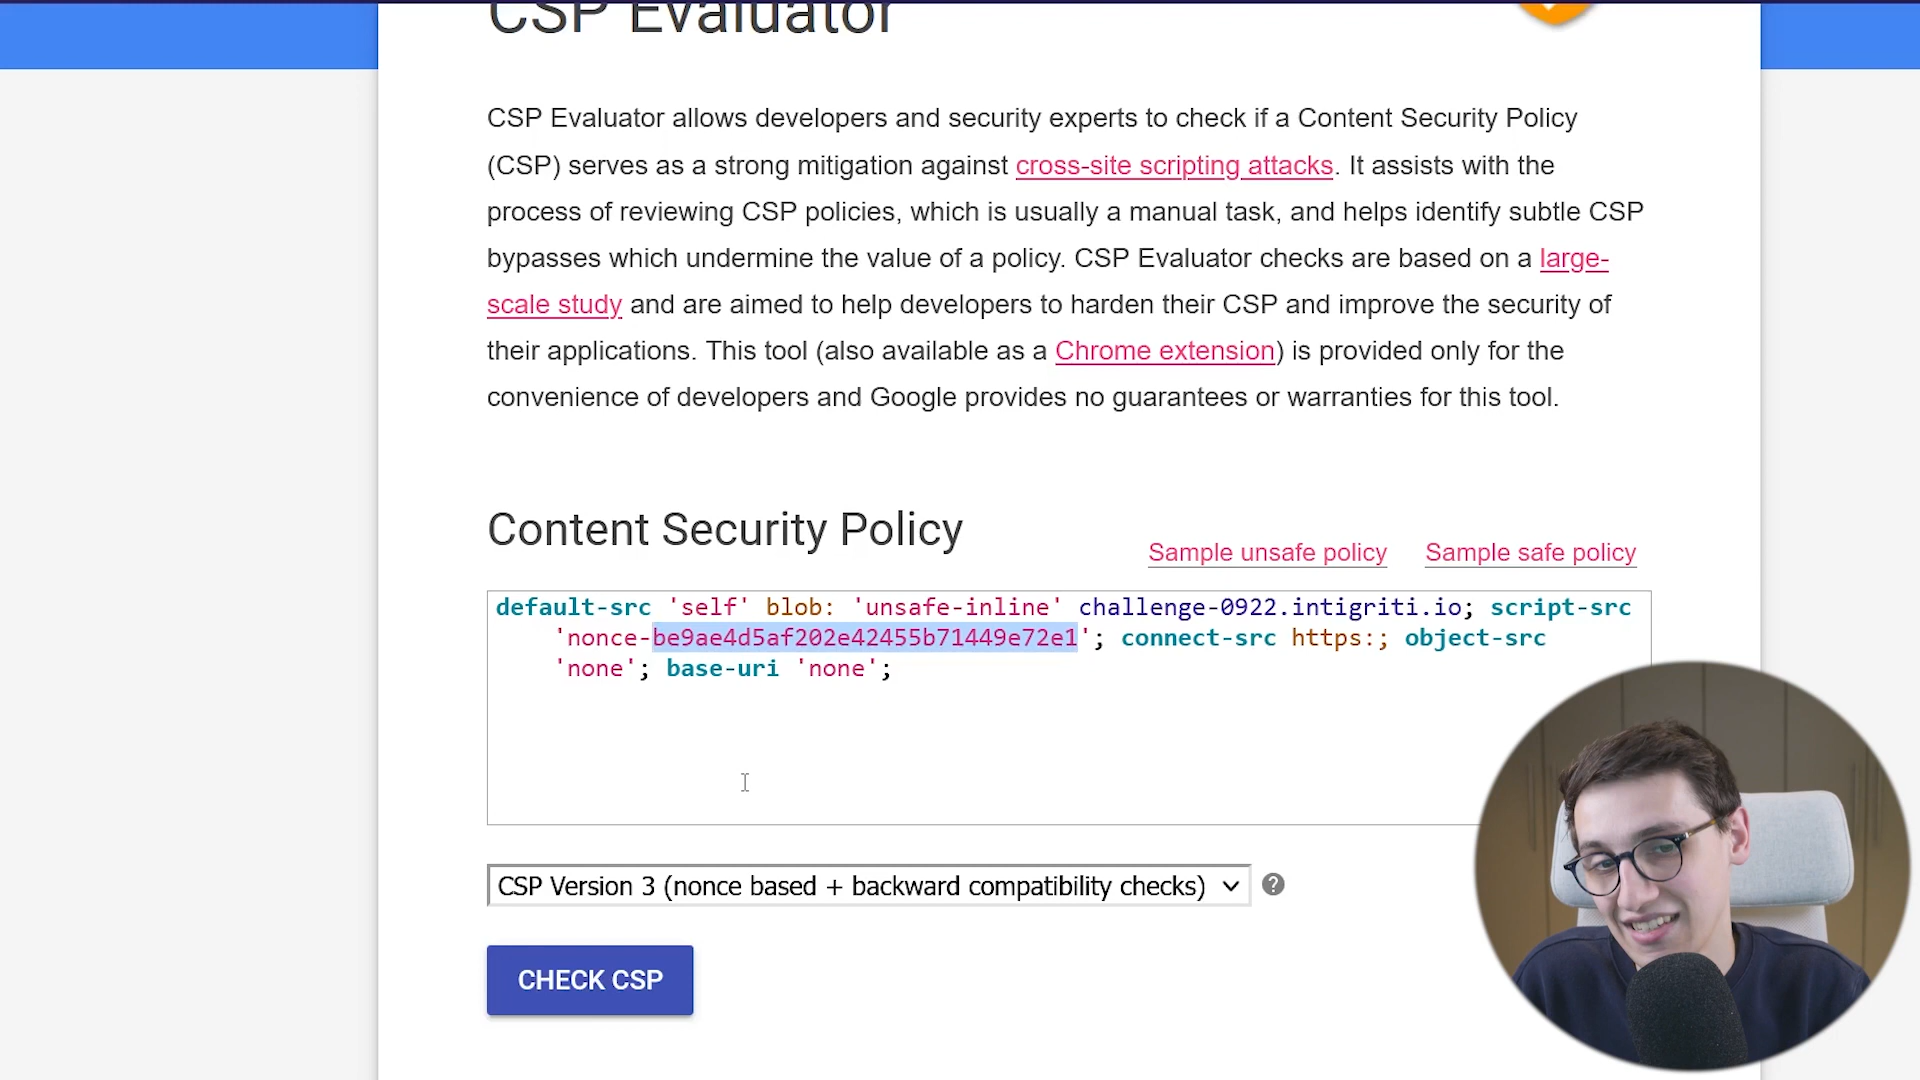 CSP Evaluator
CSP Evaluator allows developers and security experts to check if a Content Security Policy
(CSP) serves as a strong mitigation against cross-site scripting attacks. It assists with the
process of reviewing CSP policies, which is usually a manual task, and helps identify subtle CSP
bypasses which undermine the value of a policy. CSP Evaluator checks are based on a large-
scale study and are aimed to help developers to harden their CSP and improve the security of
their applications. This tool (also available as a Chrome extension) is provided only for the
convenience of developers and Google provides no guarantees or warranties for this tool.
Content Security Policy
Sample unsafe policy Sample safe policy
default-src 'self' blob: 'unsafe-inline' challenge-0922.intigriti.io; script-src
'nonce-be9ae4d5af202e42455b71449e72e1'; connect-src https:; object-src
'none'; base-uri 'none';
CSP Version 3 (nonce based + backward compatibility checks)
?
CHECK CSP